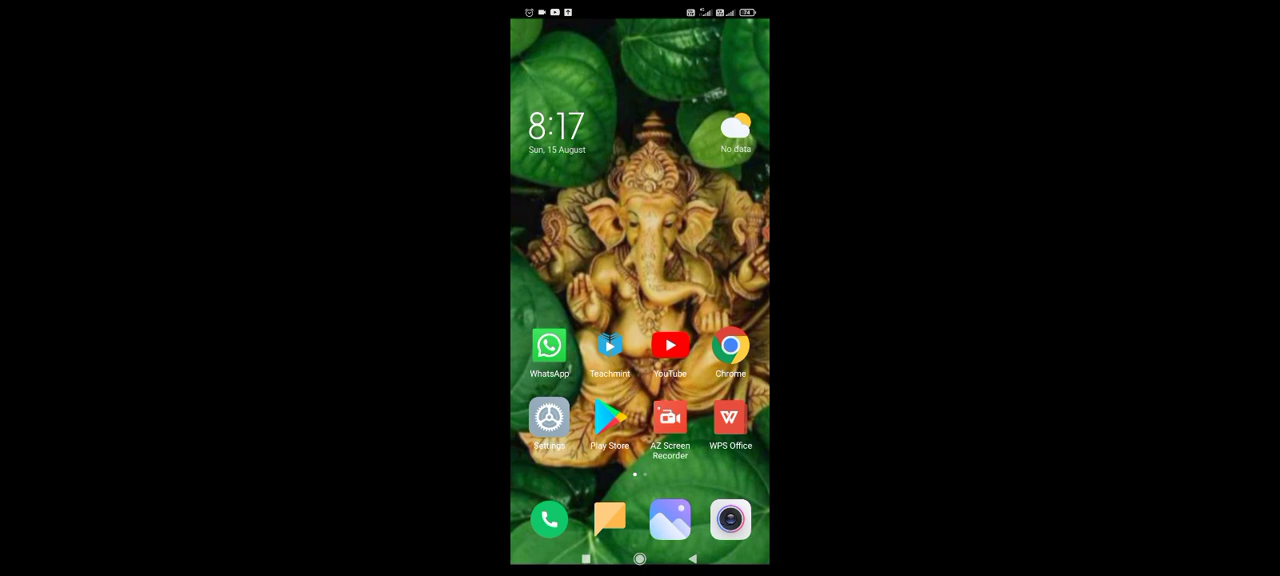 74
8:17
Sun, 15 August
No data
WhatsApp
Teachmint
YouTube
Chrome
Settings
Play Store
AZ Screen
Recorder
WPS Office